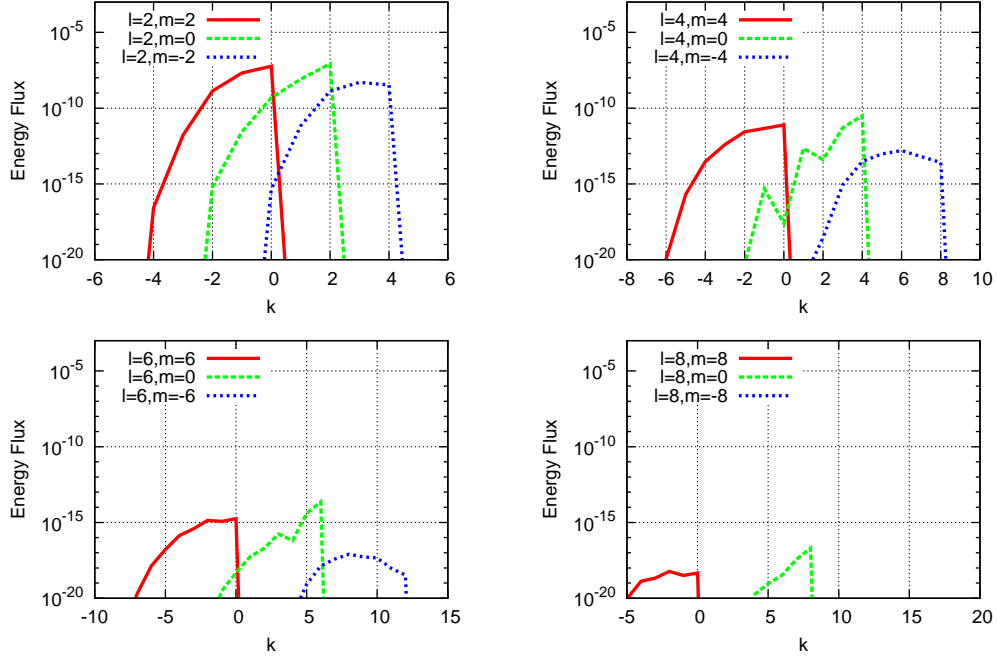 l=2,m=2
l=2,m=0
l=2,m=-2
10^-5
10^-10
10^-15
10^-20
Energy Flux
-6 -4 -2 0 2 4 6
k
l=4,m=4
l=4,m=0
l=4,m=-4
10^-5
10^-10
10^-15
10^-20
Energy Flux
-8 -6 -4 -2 0 2 4 6 8 10
k
l=6,m=6
l=6,m=0
l=6,m=-6
10^-5
10^-10
10^-15
10^-20
Energy Flux
-10 -5 0 5 10 15
k
l=8,m=8
l=8,m=0
l=8,m=-8
10^-5
10^-10
10^-15
10^-20
Energy Flux
-5 0 5 10 15 20
k